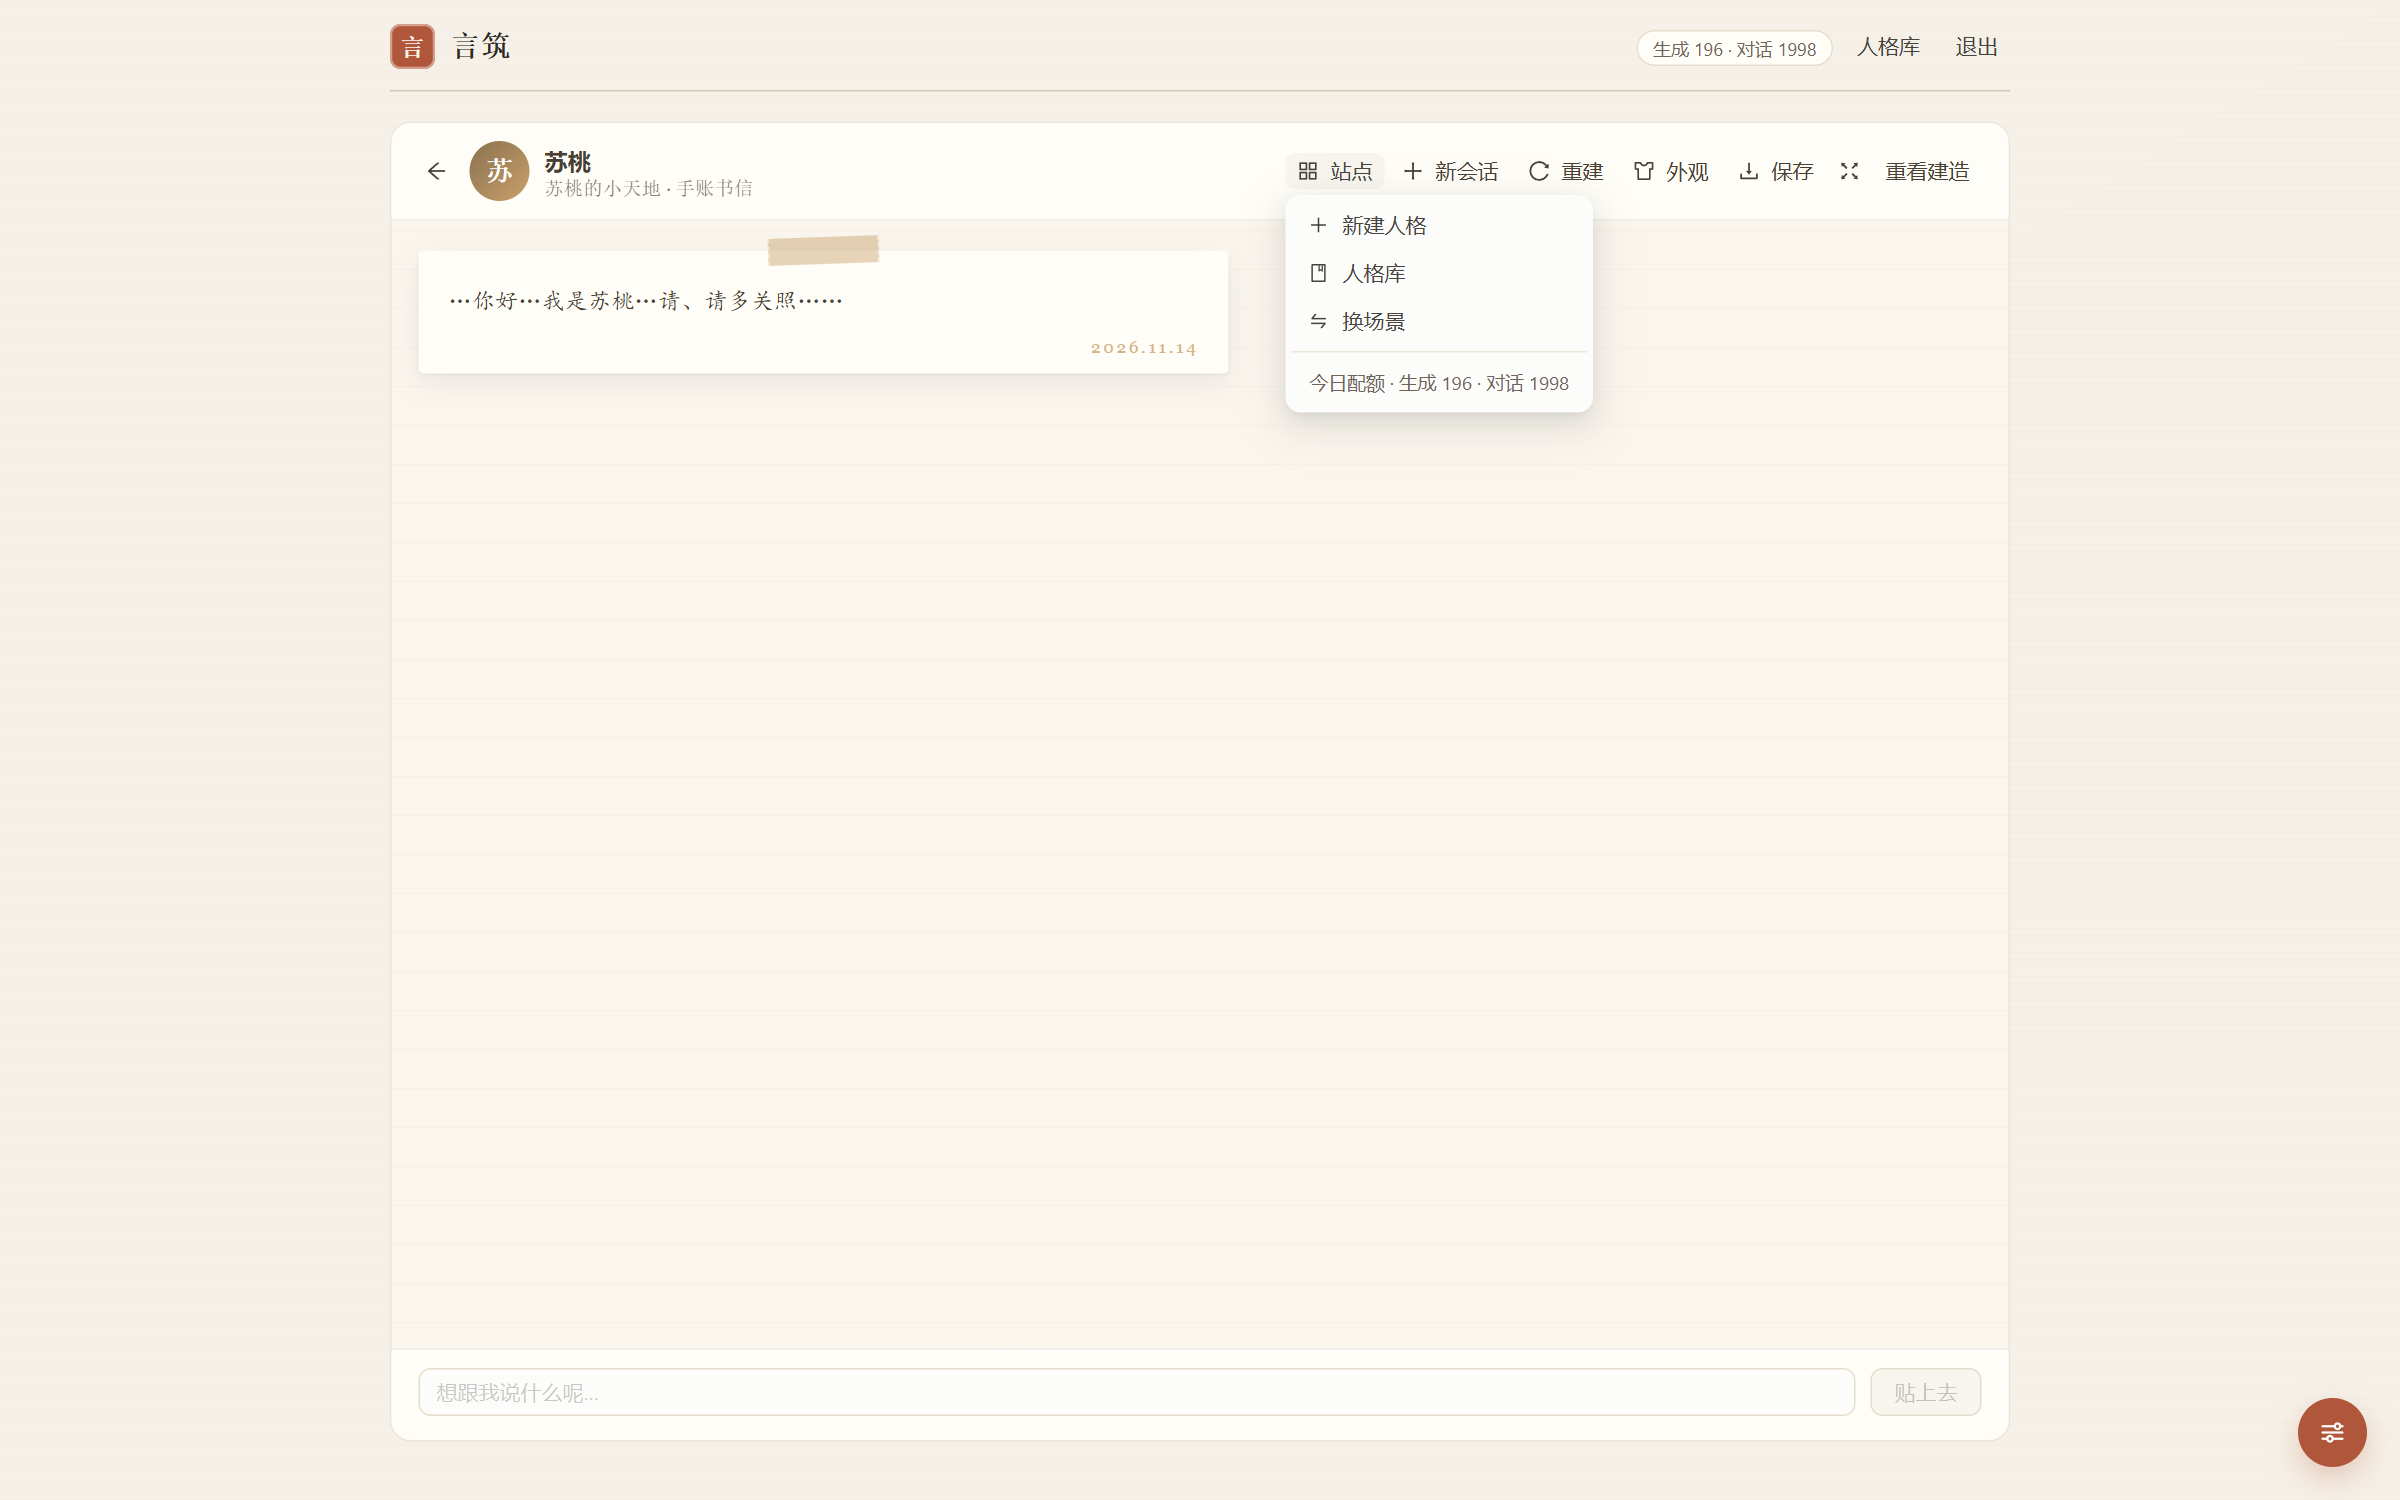 言 言筑
生成 196 · 对话 1998 人格库 退出
苏 苏桃
苏桃的小天地 · 手账书信
站点 新会话 重建 外观 保存 重看建造
新建人格
人格库
换场景
今日配额 · 生成 196 · 对话 1998
…你好…我是苏桃…请、请多关照……
2026.11.14
想跟我说什么呢... 贴上去